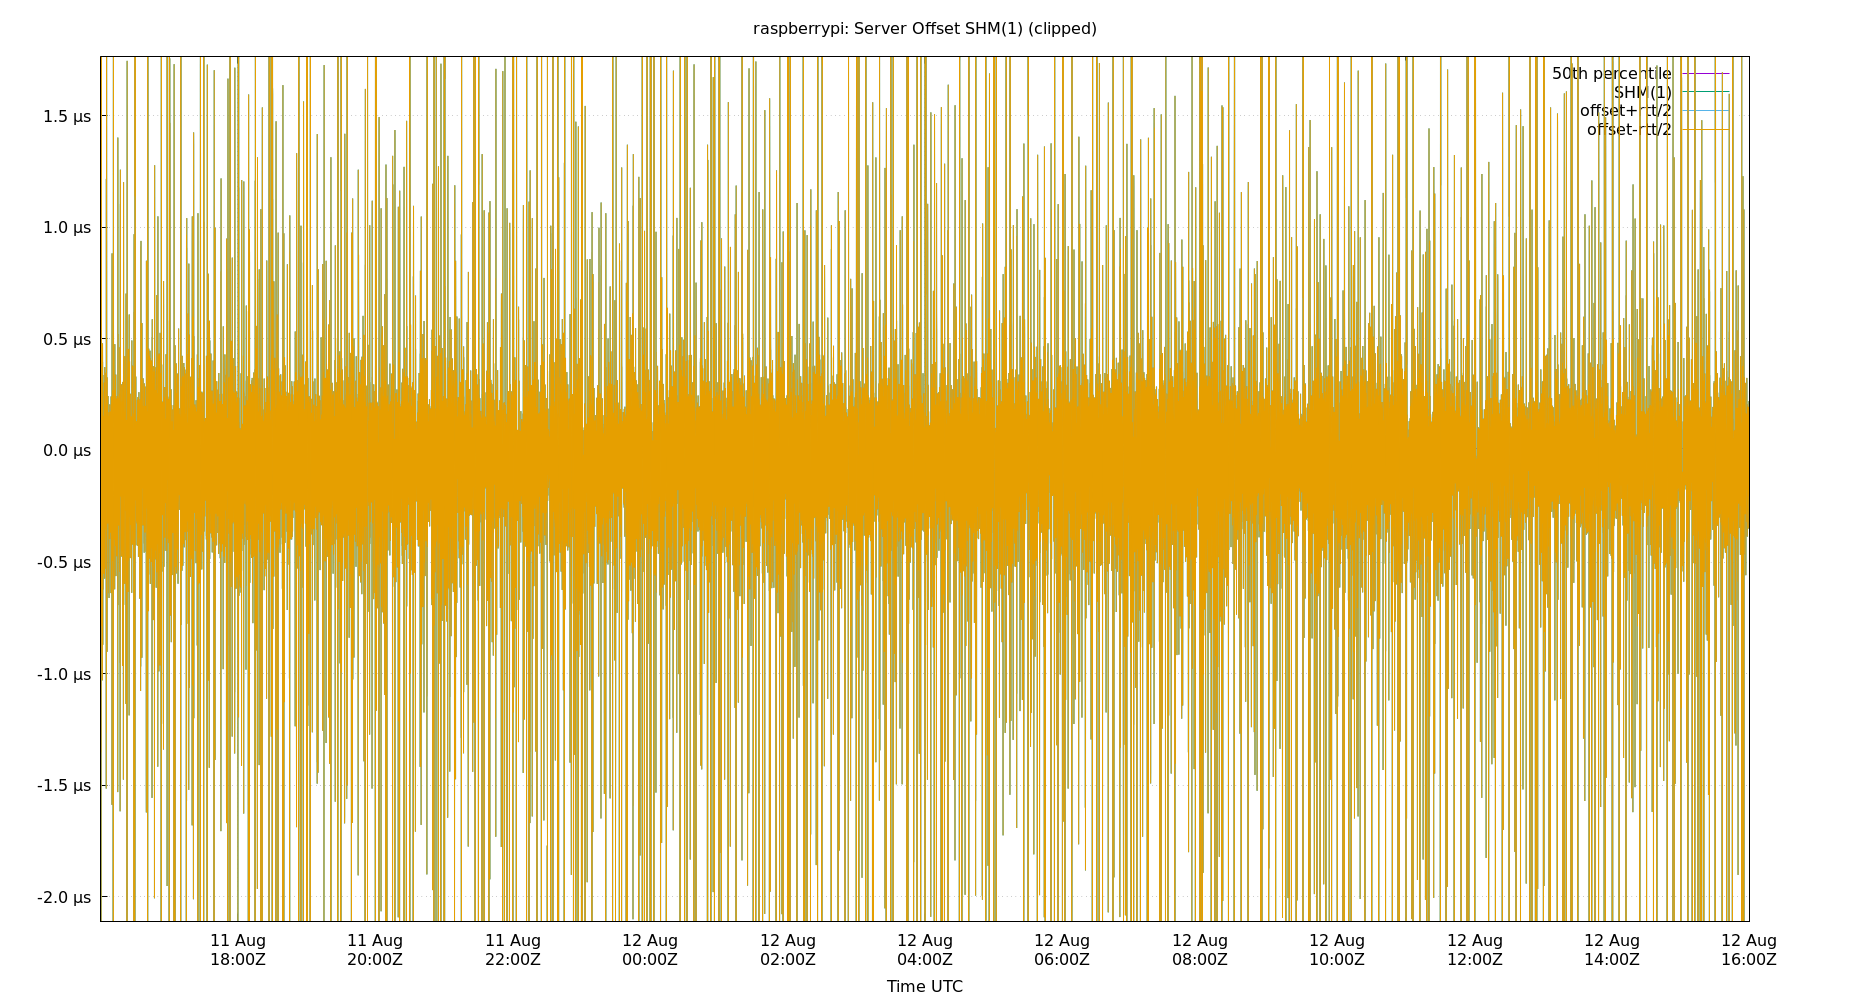 raspberrypi: Server Offset SHM(1) (clipped)
50th percentile
SHM(1)
offset+rtt/2
offset-rtt/2
1.5 µs
1.0 µs
0.5 µs
0.0 µs
-0.5 µs
-1.0 µs
-1.5 µs
-2.0 µs
11 Aug 11 Aug 11 Aug 12 Aug 12 Aug 12 Aug 12 Aug 12 Aug 12 Aug 12 Aug 12 Aug 12 Aug
18:00Z 20:00Z 22:00Z 00:00Z 02:00Z 04:00Z 06:00Z 08:00Z 10:00Z 12:00Z 14:00Z 16:00Z
Time UTC